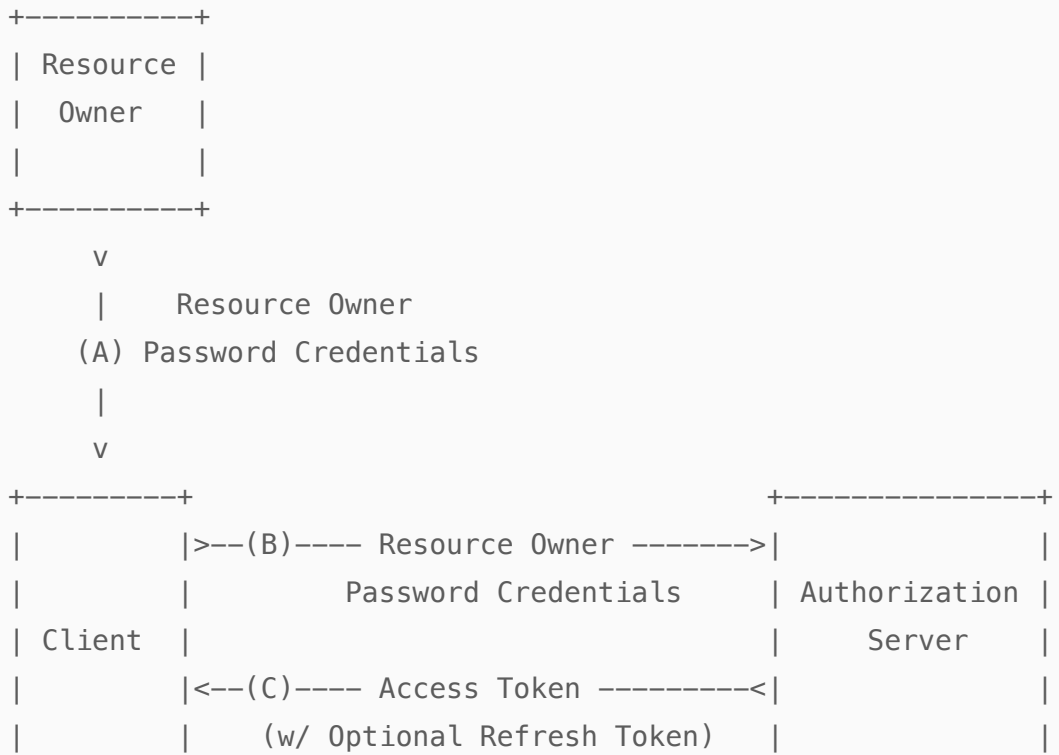 +----------+
| Resource |
|  Owner   |
|          |
+----------+
     v
     |    Resource Owner
    (A) Password Credentials
     |
     v
+---------+                                  +---------------+
|         |>--(B)---- Resource Owner ------->|               |
|         |         Password Credentials     | Authorization |
| Client  |                                  |     Server    |
|         |<--(C)---- Access Token ---------<|               |
|         |    (w/ Optional Refresh Token)   |               |